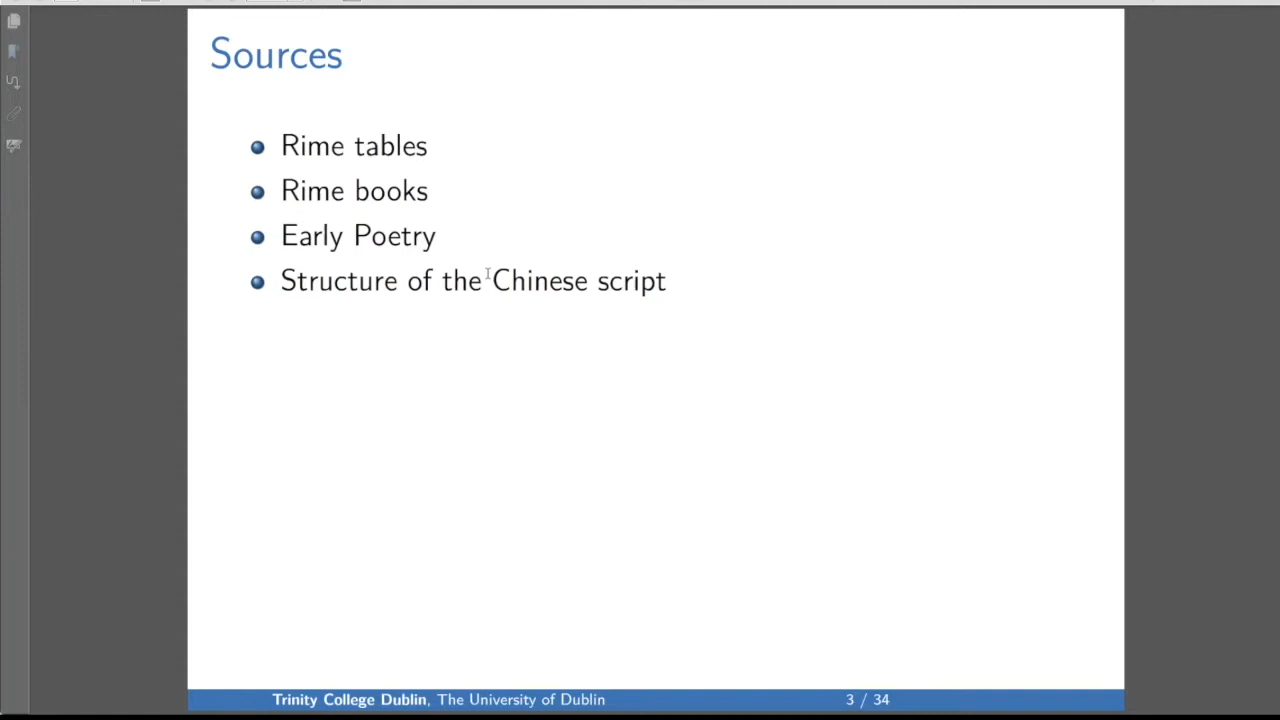 Sources
Rime tables
Rime books
Early Poetry
Structure of the Chinese script
Trinity College Dublin, The University of Dublin
3 / 34